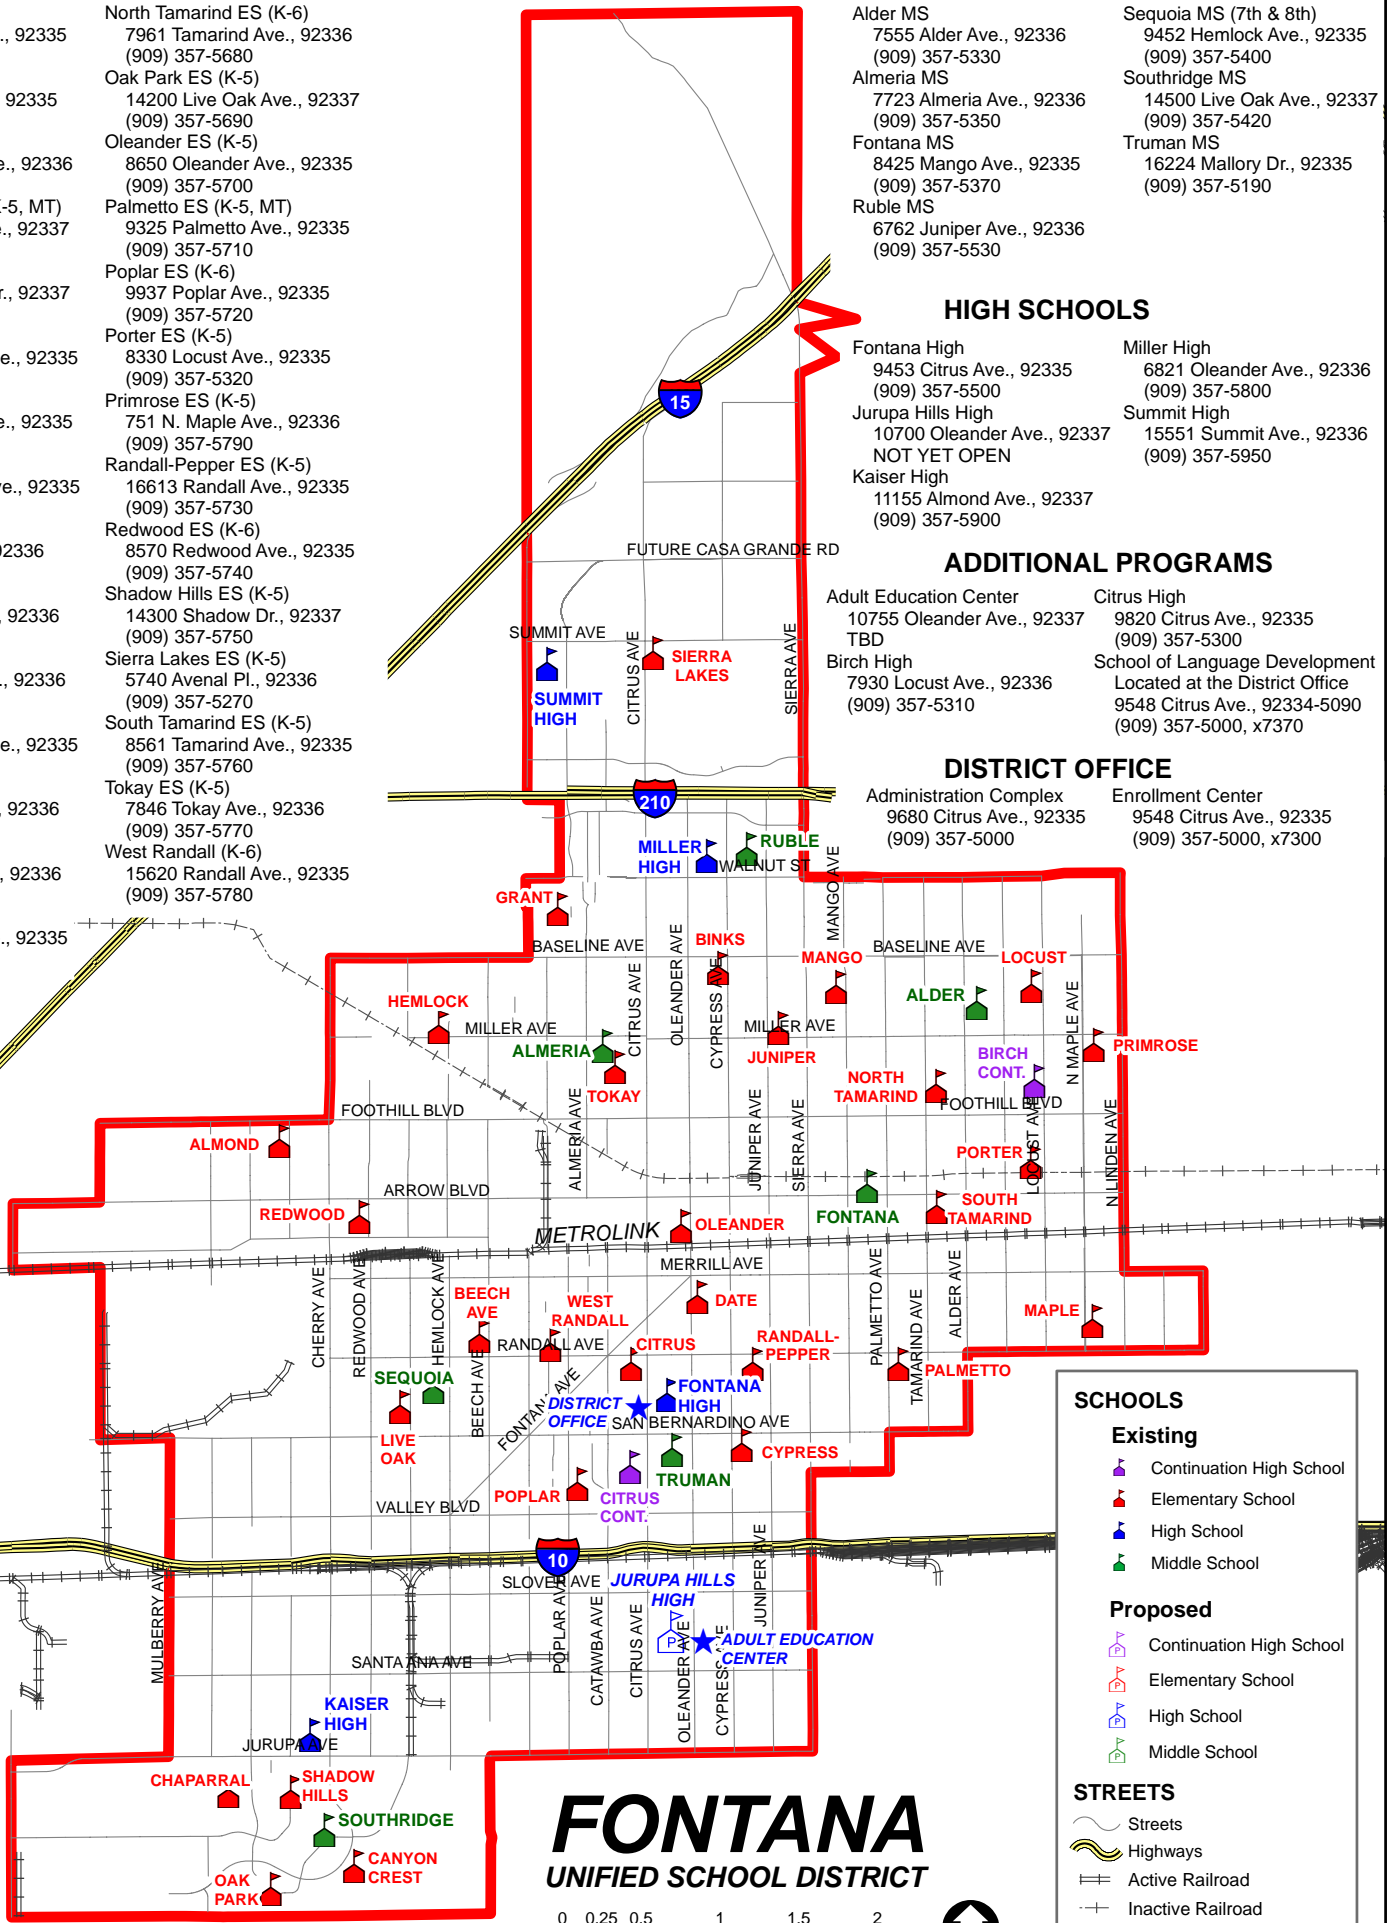 ., 92335
92335
e., 92336
-5, MT)
., 92337
r., 92337
e., 92335
e., 92335
ve., 92335
92336
, 92336
., 92336
e., 92335
, 92336
, 92336
., 92335
North Tamarind ES (K-6)
7961 Tamarind Ave., 92336
(909) 357-5680
Oak Park ES (K-5)
14200 Live Oak Ave., 92337
(909) 357-5690
Oleander ES (K-5)
8650 Oleander Ave., 92335
(909) 357-5700
Palmetto ES (K-5, MT)
9325 Palmetto Ave., 92335
(909) 357-5710
Poplar ES (K-6)
9937 Poplar Ave., 92335
(909) 357-5720
Porter ES (K-5)
8330 Locust Ave., 92335
(909) 357-5320
Primrose ES (K-5)
751 N. Maple Ave., 92336
(909) 357-5790
Randall-Pepper ES (K-5)
16613 Randall Ave., 92335
(909) 357-5730
Redwood ES (K-6)
8570 Redwood Ave., 92335
(909) 357-5740
Shadow Hills ES (K-5)
14300 Shadow Dr., 92337
(909) 357-5750
Sierra Lakes ES (K-5)
5740 Avenal Pl., 92336
(909) 357-5270
South Tamarind ES (K-5)
8561 Tamarind Ave., 92335
(909) 357-5760
Tokay ES (K-5)
7846 Tokay Ave., 92336
(909) 357-5770
West Randall (K-6)
15620 Randall Ave., 92335
(909) 357-5780
Alder MS
7555 Alder Ave., 92336
(909) 357-5330
Almeria MS
7723 Almeria Ave., 92336
(909) 357-5350
Fontana MS
8425 Mango Ave., 92335
(909) 357-5370
Ruble MS
6762 Juniper Ave., 92336
(909) 357-5530
Sequoia MS (7th & 8th)
9452 Hemlock Ave., 92335
(909) 357-5400
Southridge MS
14500 Live Oak Ave., 92337
(909) 357-5420
Truman MS
16224 Mallory Dr., 92335
(909) 357-5190
HIGH SCHOOLS
Fontana High
9453 Citrus Ave., 92335
(909) 357-5500
Jurupa Hills High
10700 Oleander Ave., 92337
NOT YET OPEN
Kaiser High
11155 Almond Ave., 92337
(909) 357-5900
Miller High
6821 Oleander Ave., 92336
(909) 357-5800
Summit High
15551 Summit Ave., 92336
(909) 357-5950
ADDITIONAL PROGRAMS
Adult Education Center
10755 Oleander Ave., 92337
TBD
Birch High
7930 Locust Ave., 92336
(909) 357-5310
Citrus High
9820 Citrus Ave., 92335
(909) 357-5300
School of Language Development
Located at the District Office
9548 Citrus Ave., 92334-5090
(909) 357-5000, x7370
DISTRICT OFFICE
Administration Complex
9680 Citrus Ave., 92335
(909) 357-5000
Enrollment Center
9548 Citrus Ave., 92335
(909) 357-5000, x7300
15
FUTURE CASA GRANDE RD
SUMMIT AVE
CITRUS AVE
SIERRA AVE
SIERRA
LAKES
SUMMIT
HIGH
210
MILLER
HIGH
RUBLE
WALNUT ST
MANGO AVE
GRANT
BASELINE AVE
OLEANDER AVE
BINKS
CYPRESS AVE
MANGO
BASELINE AVE
LOCUST
HEMLOCK
MILLER AVE
ALMERIA
CITRUS AVE
TOKAY
MILLER AVE
JUNIPER
ALDER
N MAPLE AVE
PRIMROSE
BIRCH
CONT.
NORTH
TAMARIND
FOOTHILL BLVD
FOOTHILL BLVD
ALMOND
ALMERIA AVE
JUNIPER AVE
SIERRA AVE
LOCUST AVE
N LINDEN AVE
PORTER
ARROW BLVD
REDWOOD
METROLINK
OLEANDER
FONTANA
SOUTH
TAMARIND
MERRILL AVE
CHERRY AVE
REDWOOD AVE
HEMLOCK AVE
BEECH
AVE
WEST
RANDALL
DATE
PALMETTO AVE
TAMARIND AVE
ALDER AVE
MAPLE
RANDALL AVE
CITRUS
RANDALL-
PEPPER
PALMETTO
SEQUOIA
BEECH AVE
FONTANA AVE
DISTRICT
OFFICE
FONTANA
HIGH
SAN BERNARDINO AVE
LIVE
OAK
CYPRESS
TRUMAN
POPLAR
CITRUS
CONT.
VALLEY BLVD
10
MULBERRY AVE
SLOVER AVE
JURUPA HILLS
HIGH
JUNIPER AVE
POPLAR AVE
CATAWBA AVE
CITRUS AVE
P
OLEANDER AVE
CYPRESS AVE
ADULT EDUCATION
CENTER
SANTA ANA AVE
KAISER
HIGH
JURUPA AVE
CHAPARRAL
SHADOW
HILLS
SOUTHRIDGE
CANYON
CREST
OAK
PARK
FONTANA
UNIFIED SCHOOL DISTRICT
0 0.25 0.5 1 1.5 2
SCHOOLS
Existing
Continuation High School
Elementary School
High School
Middle School
Proposed
P Continuation High School
P Elementary School
P High School
P Middle School
STREETS
Streets
Highways
Active Railroad
Inactive Railroad